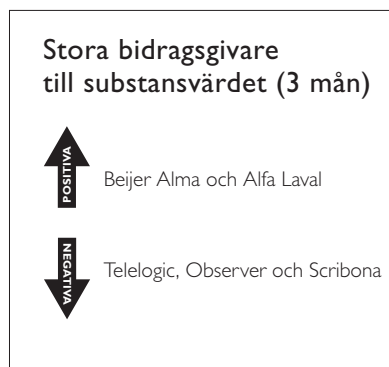 Stora bidragsgivare
till substansvärdet (3 mån)
POSITIVA
Beijer Alma och Alfa Laval
NEGATIVA
Telelogic, Observer och Scribona